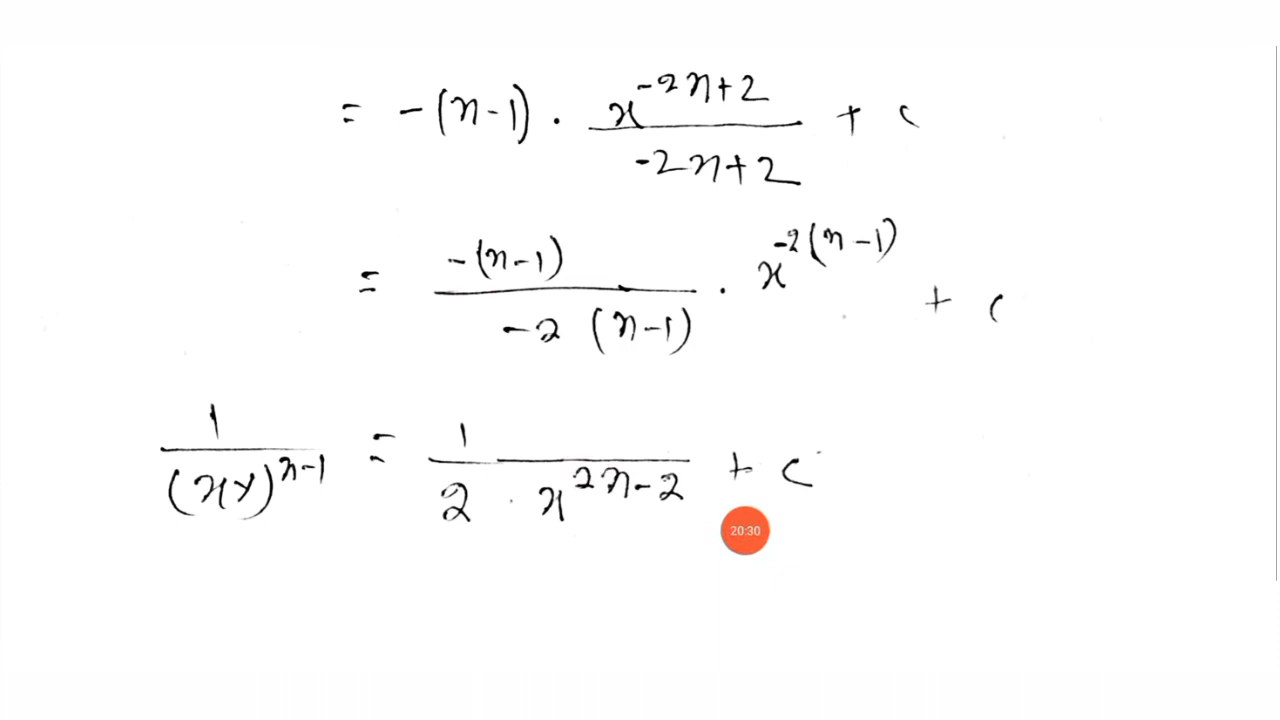 = -(n-1) · x^{-2n+2} / (-2n+2) + c
= -(n-1) / (-2 (n-1)) · x^{-2(n-1)} + c
1 / (xy)^{n-1} = 1 / (2 · x^{2n-2}) + c
20:30